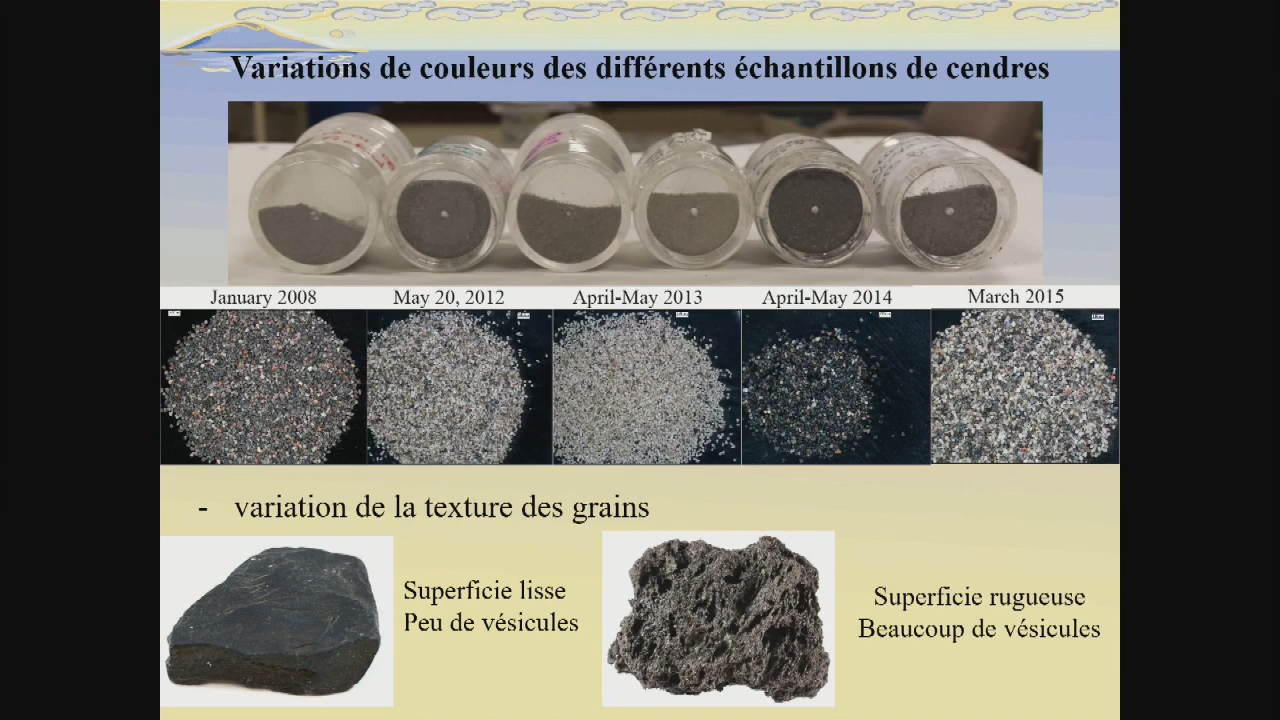 Variations de couleurs des différents échantillons de cendres
January 2008
May 20, 2012
April-May 2013
April-May 2014
March 2015
- variation de la texture des grains
Superficie lisse
Peu de vésicules
Superficie rugueuse
Beaucoup de vésicules